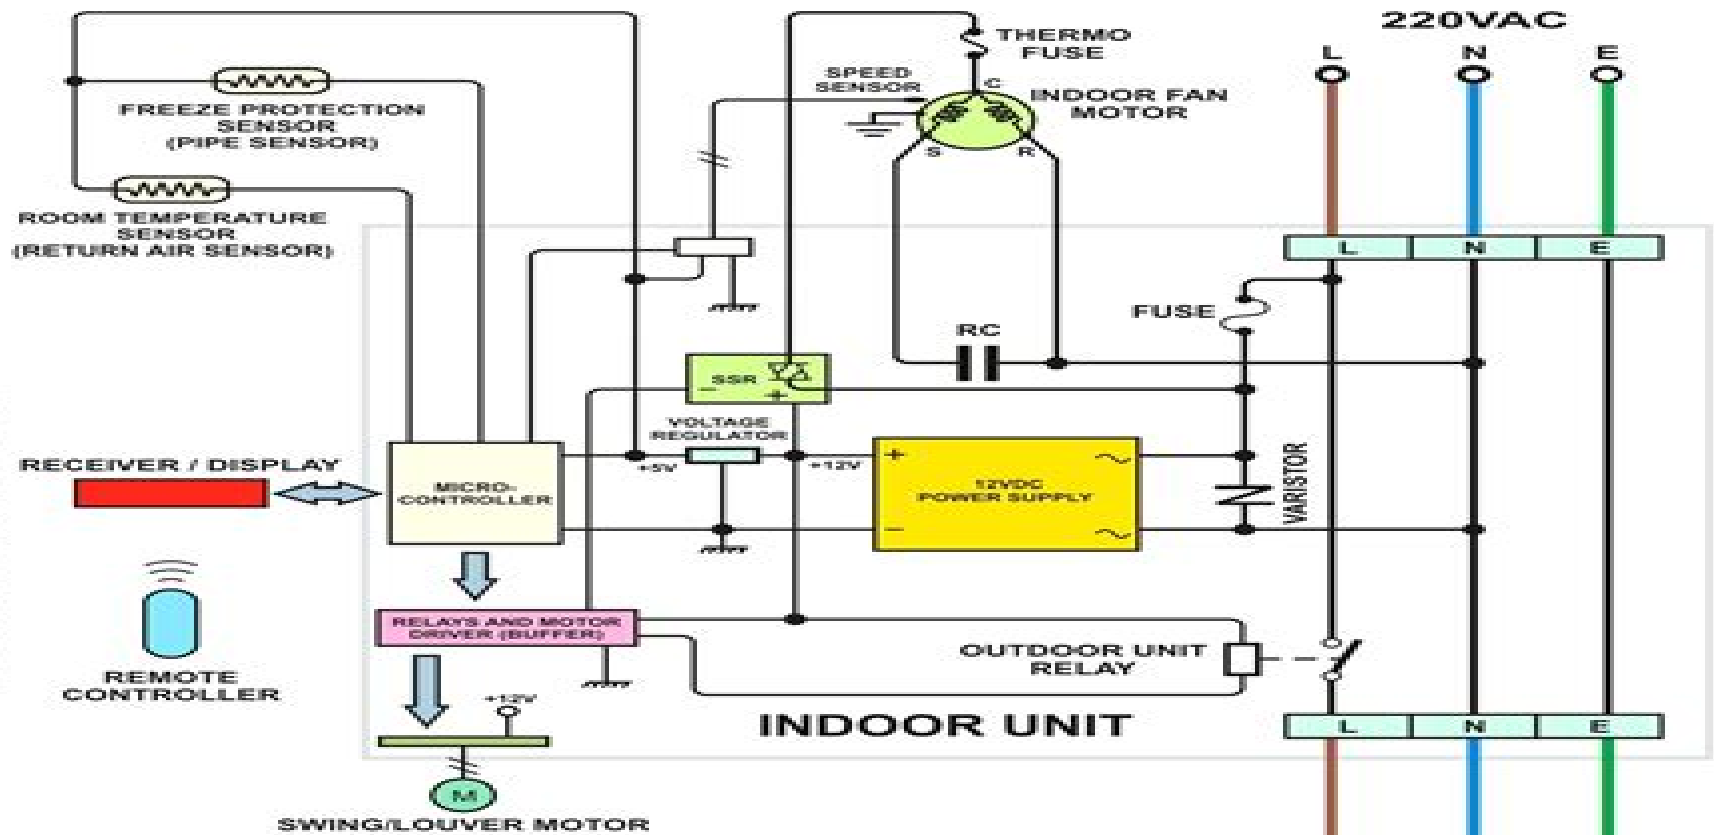 220VAC
L N E
THERMO
FUSE
SPEED
SENSOR
C
INDOOR FAN
MOTOR
S R
FREEZE PROTECTION
SENSOR
(PIPE SENSOR)
ROOM TEMPERATURE
SENSOR
(RETURN AIR SENSOR)
L N E
FUSE
RC
SSR
- +
VOLTAGE
REGULATOR
+5V +12V
RECEIVER / DISPLAY
MICRO-
CONTROLLER
+
12VDC
POWER SUPPLY
-
VARISTOR
RELAYS AND MOTOR
DRIVER (BUFFER)
OUTDOOR UNIT
RELAY
REMOTE
CONTROLLER
+12V
INDOOR UNIT
L N E
M
SWING/LOUVER MOTOR